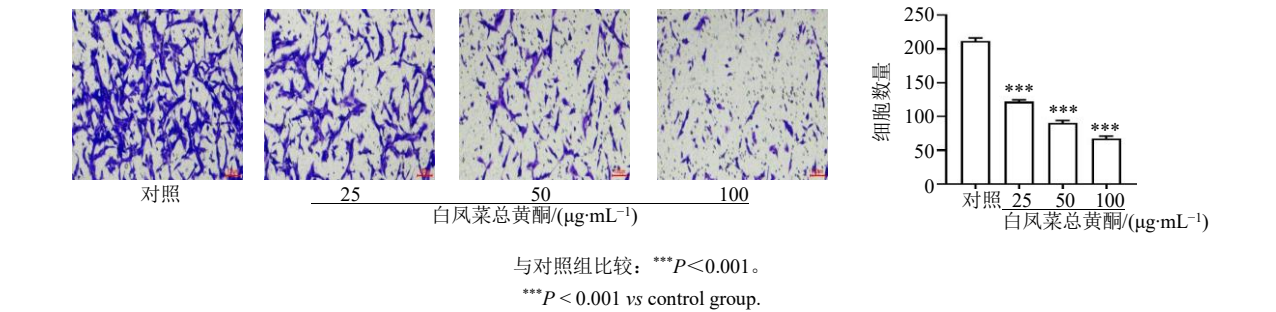 对照
25 50 100
白凤菜总黄酮/(μg·mL⁻¹)
250
200
150
100
50
0
细胞数量
***
***
***
对照 25 50 100
白凤菜总黄酮/(μg·mL⁻¹)
与对照组比较：***P＜0.001。
***P < 0.001 vs control group.